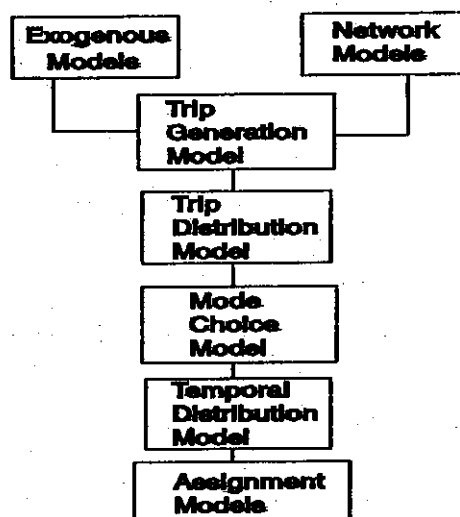 Exogenous
Models
Network
Models
Trip
Generation
Model
Trip
Distribution
Model
Mode
Choice
Model
Temporal
Distribution
Model
Assignment
Models